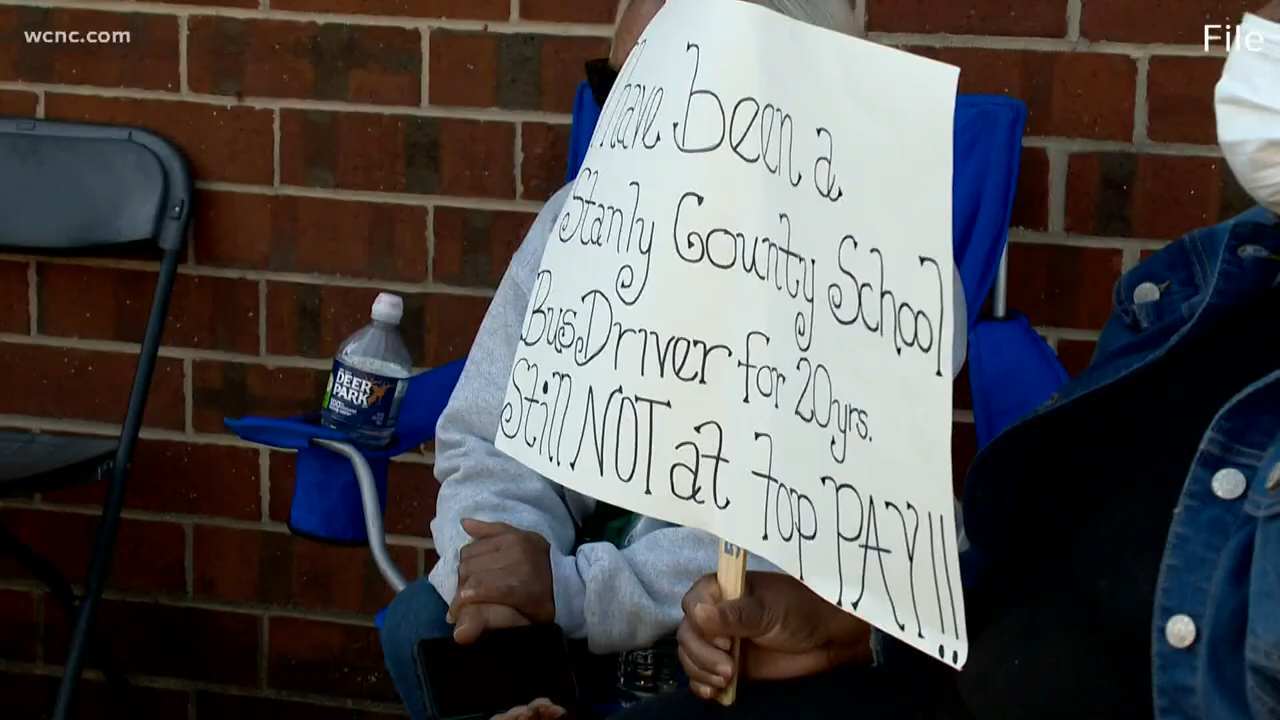 wcnc.com
File
I have been a
Stanly County School
Bus Driver for 20yrs.
Still NOT at top PAY!!!
DEER
PARK
100%